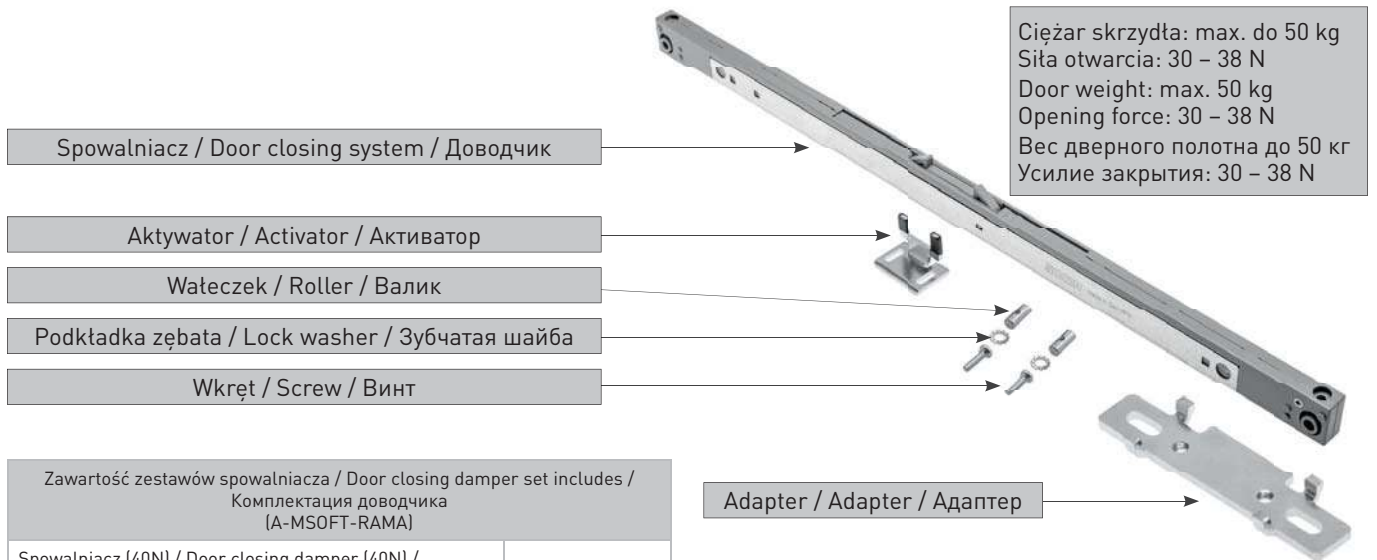 Ciężar skrzydła: max. do 50 kg
Siła otwarcia: 30 – 38 N
Door weight: max. 50 kg
Opening force: 30 – 38 N
Вес дверного полотна до 50 кг
Усилие закрытия: 30 – 38 N
Spowalniacz / Door closing system / Доводчик
Aktywator / Activator / Активатор
Wałeczek / Roller / Валик
Podkładka zębata / Lock washer / Зубчатая шайба
Wkręt / Screw / Винт
Zawartość zestawów spowalniacza / Door closing damper set includes /
Комплектация доводчика
(A-MSOFT-RAMA)
Adapter / Adapter / Адаптер
Spowalniacz (40N) / Door closing damper (40N) /